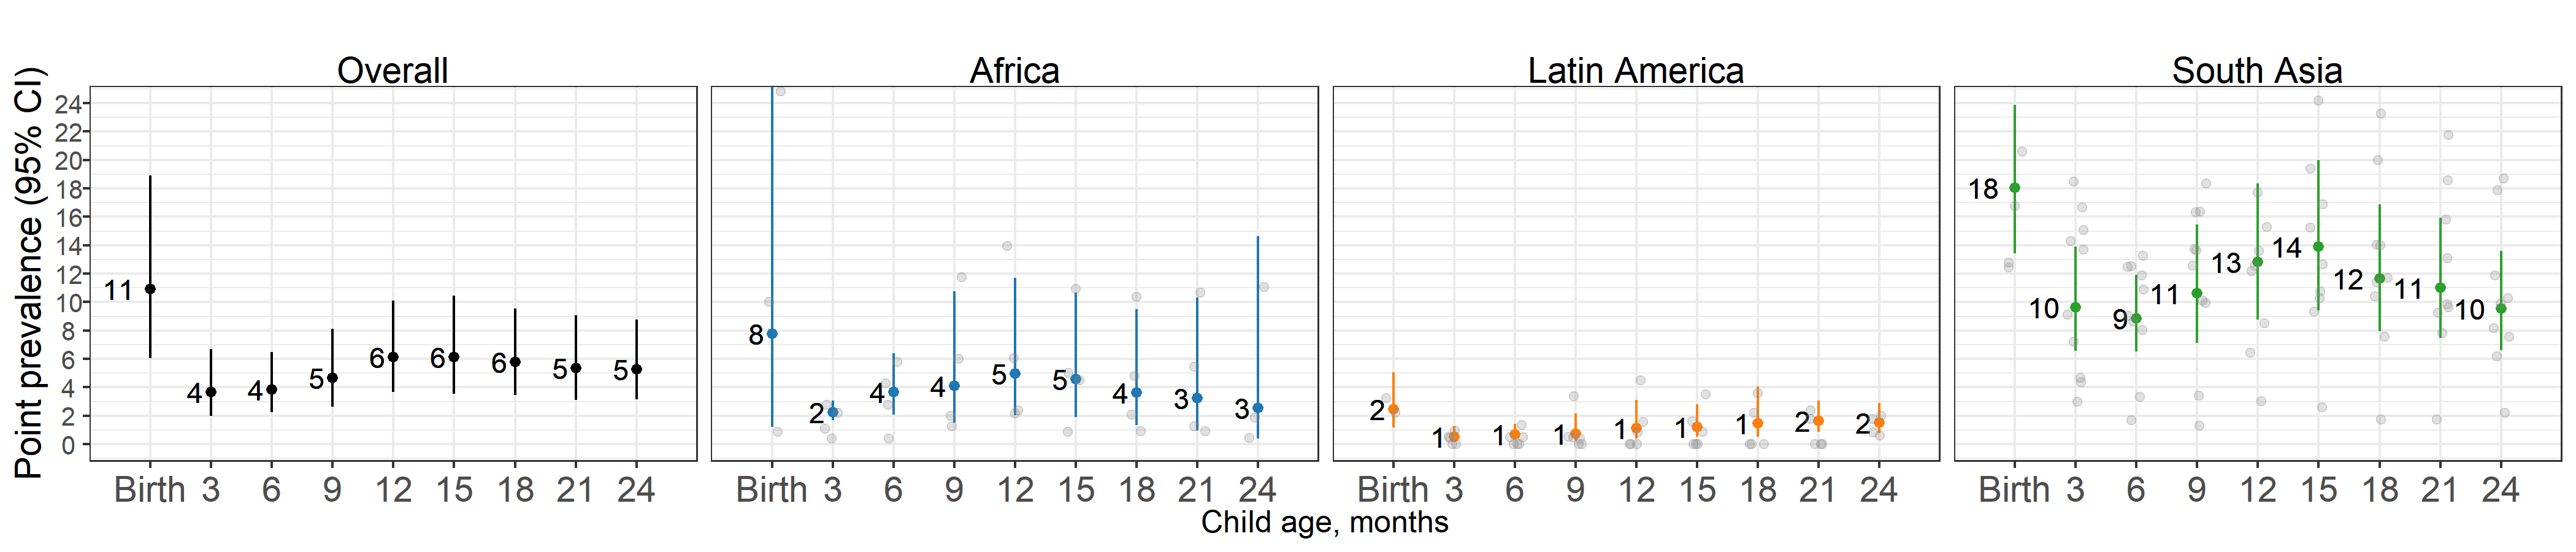 Overall
Africa
Latin America
South Asia
Point prevalence (95% CI)
24
22
20
18
16
14
12
10
8
6
4
2
0
11 4 4 5 6 6 6 5 5
8 2 4 4 5 5 4 3 3
2 1 1 1 1 1 1 2 2
18 10 9 11 13 14 12 11 10
Birth 3 6 9 12 15 18 21 24
Birth 3 6 9 12 15 18 21 24
Birth 3 6 9 12 15 18 21 24
Birth 3 6 9 12 15 18 21 24
Child age, months